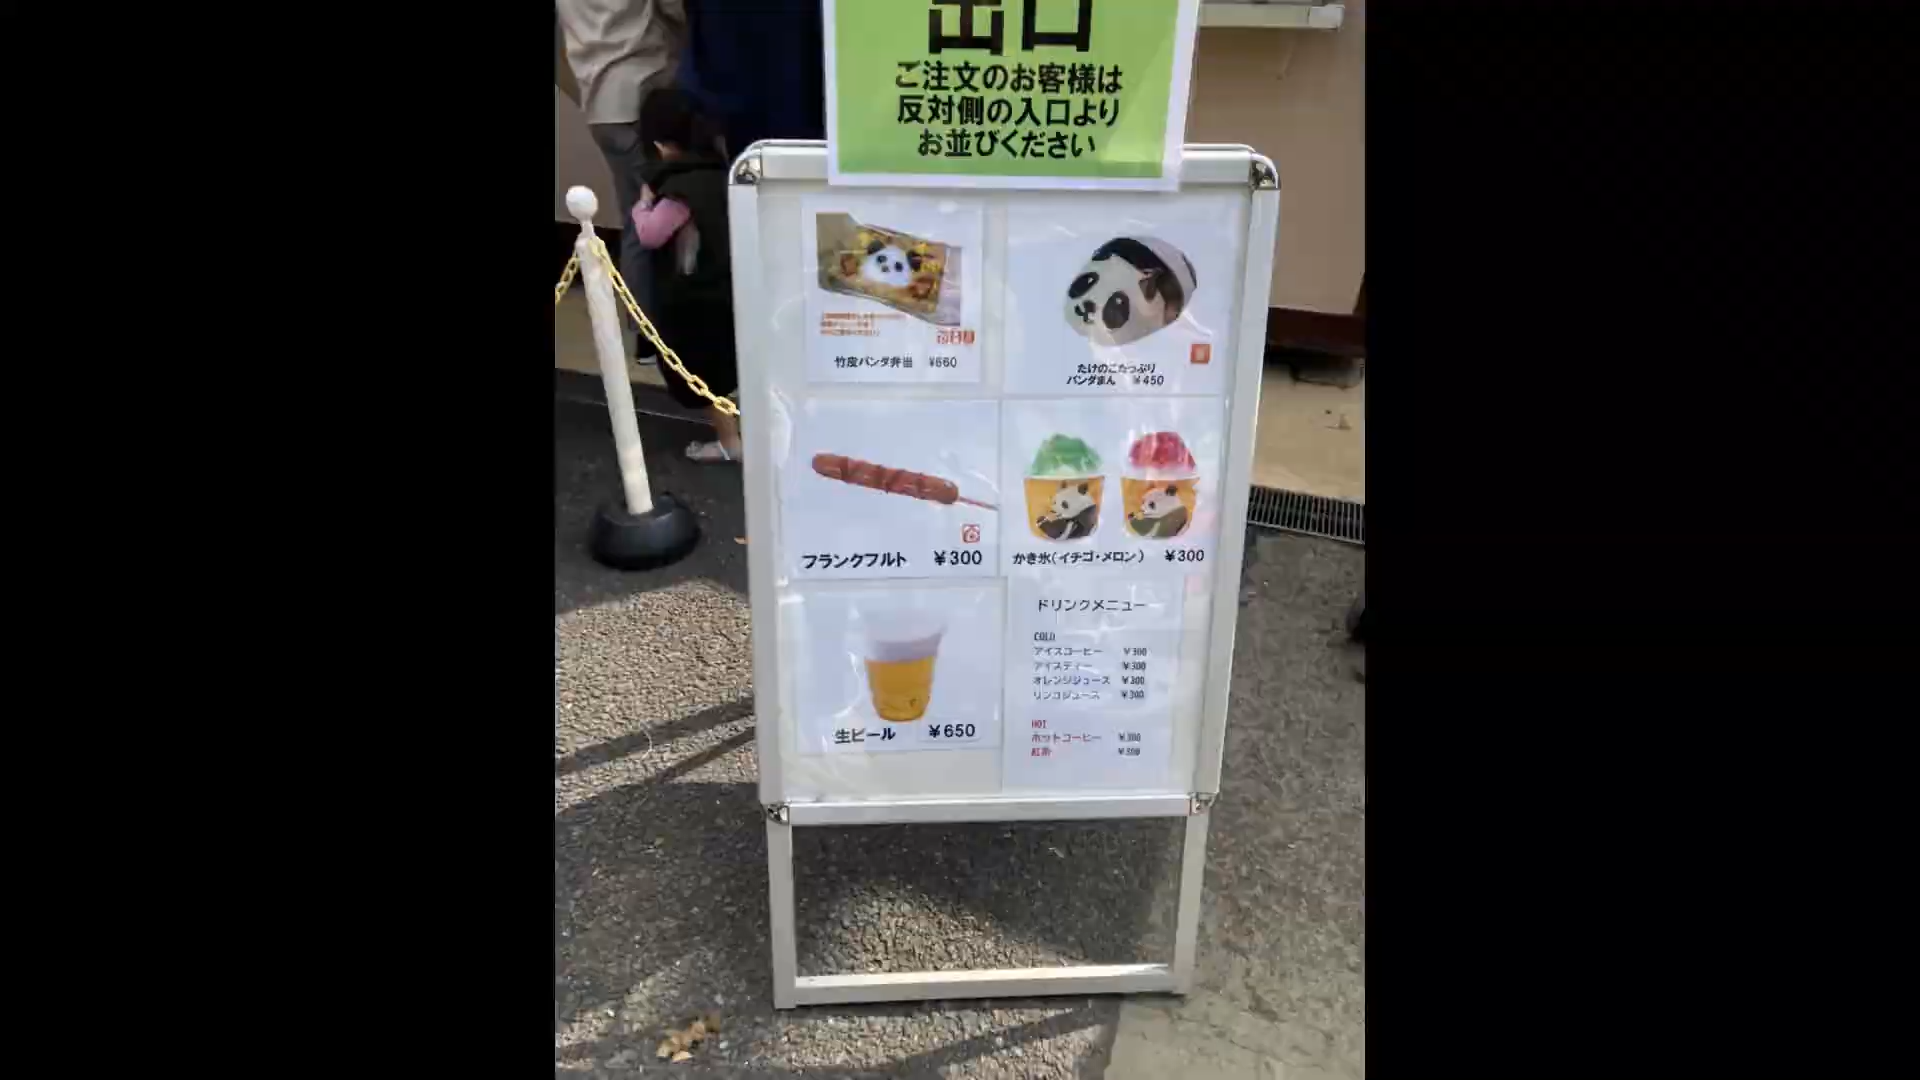 出口
ご注文のお客様は
反対側の入口より
お並びください
竹皮パンダ弁当 ¥660
たけのこたっぷり
パンダまん ¥450
フランクフルト ¥300
かき氷(イチゴ・メロン) ¥300
生ビール ¥650
ドリンクメニュー
COLD
アイスコーヒー ¥300
アイスティー ¥300
オレンジジュース ¥300
リンゴジュース ¥300
HOT
ホットコーヒー ¥300
紅茶 ¥300